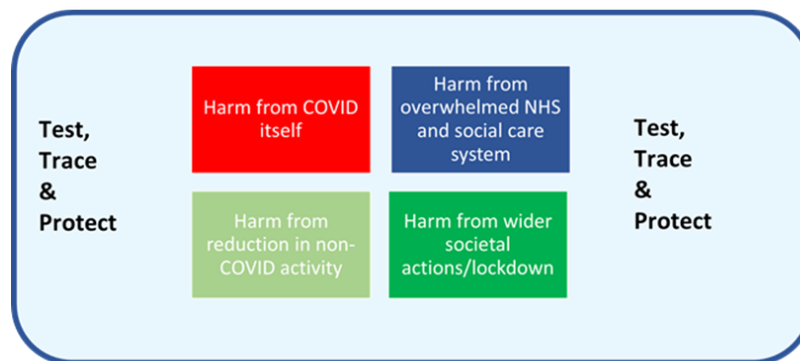 Test,
Trace
&
Protect
Harm from COVID
itself
Harm from
overwhelmed NHS
and social care
system
Harm from
reduction in non-
COVID activity
Harm from wider
societal
actions/lockdown
Test,
Trace
&
Protect